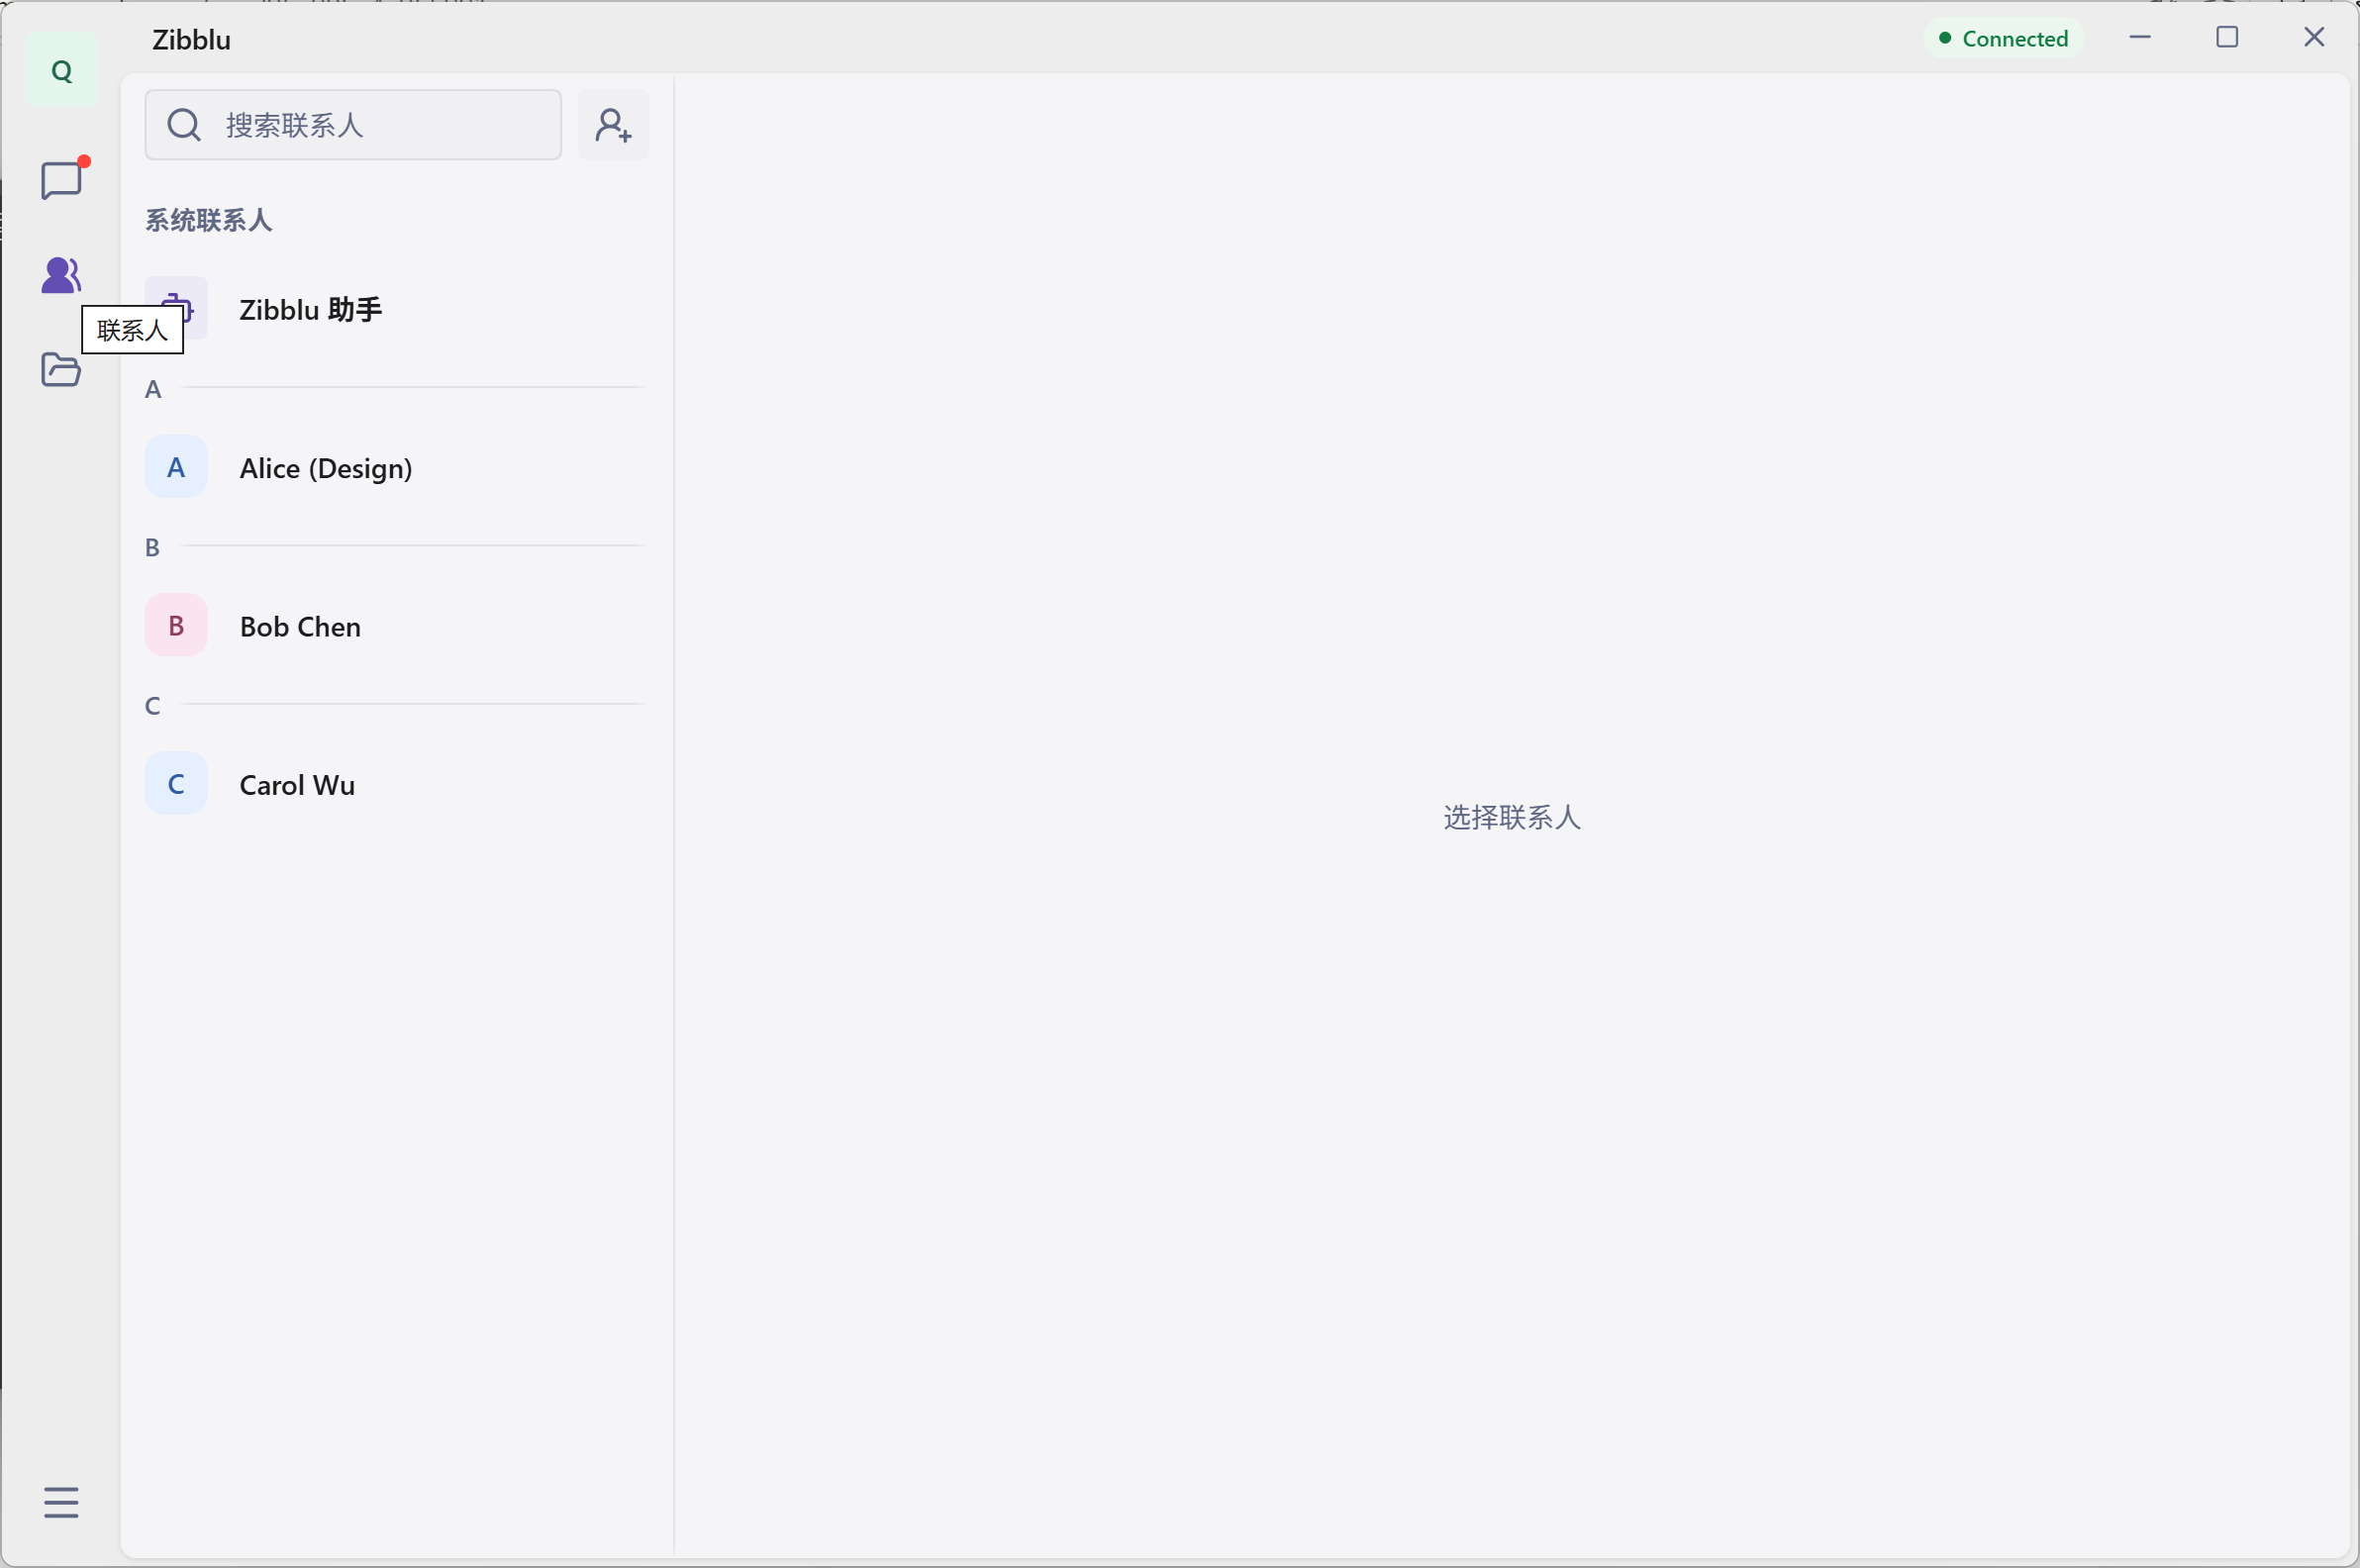 Zibblu
Connected
Q
搜索联系人
系统联系人
Zibblu 助手
联系人
A
A
Alice (Design)
B
B
Bob Chen
C
C
Carol Wu
选择联系人